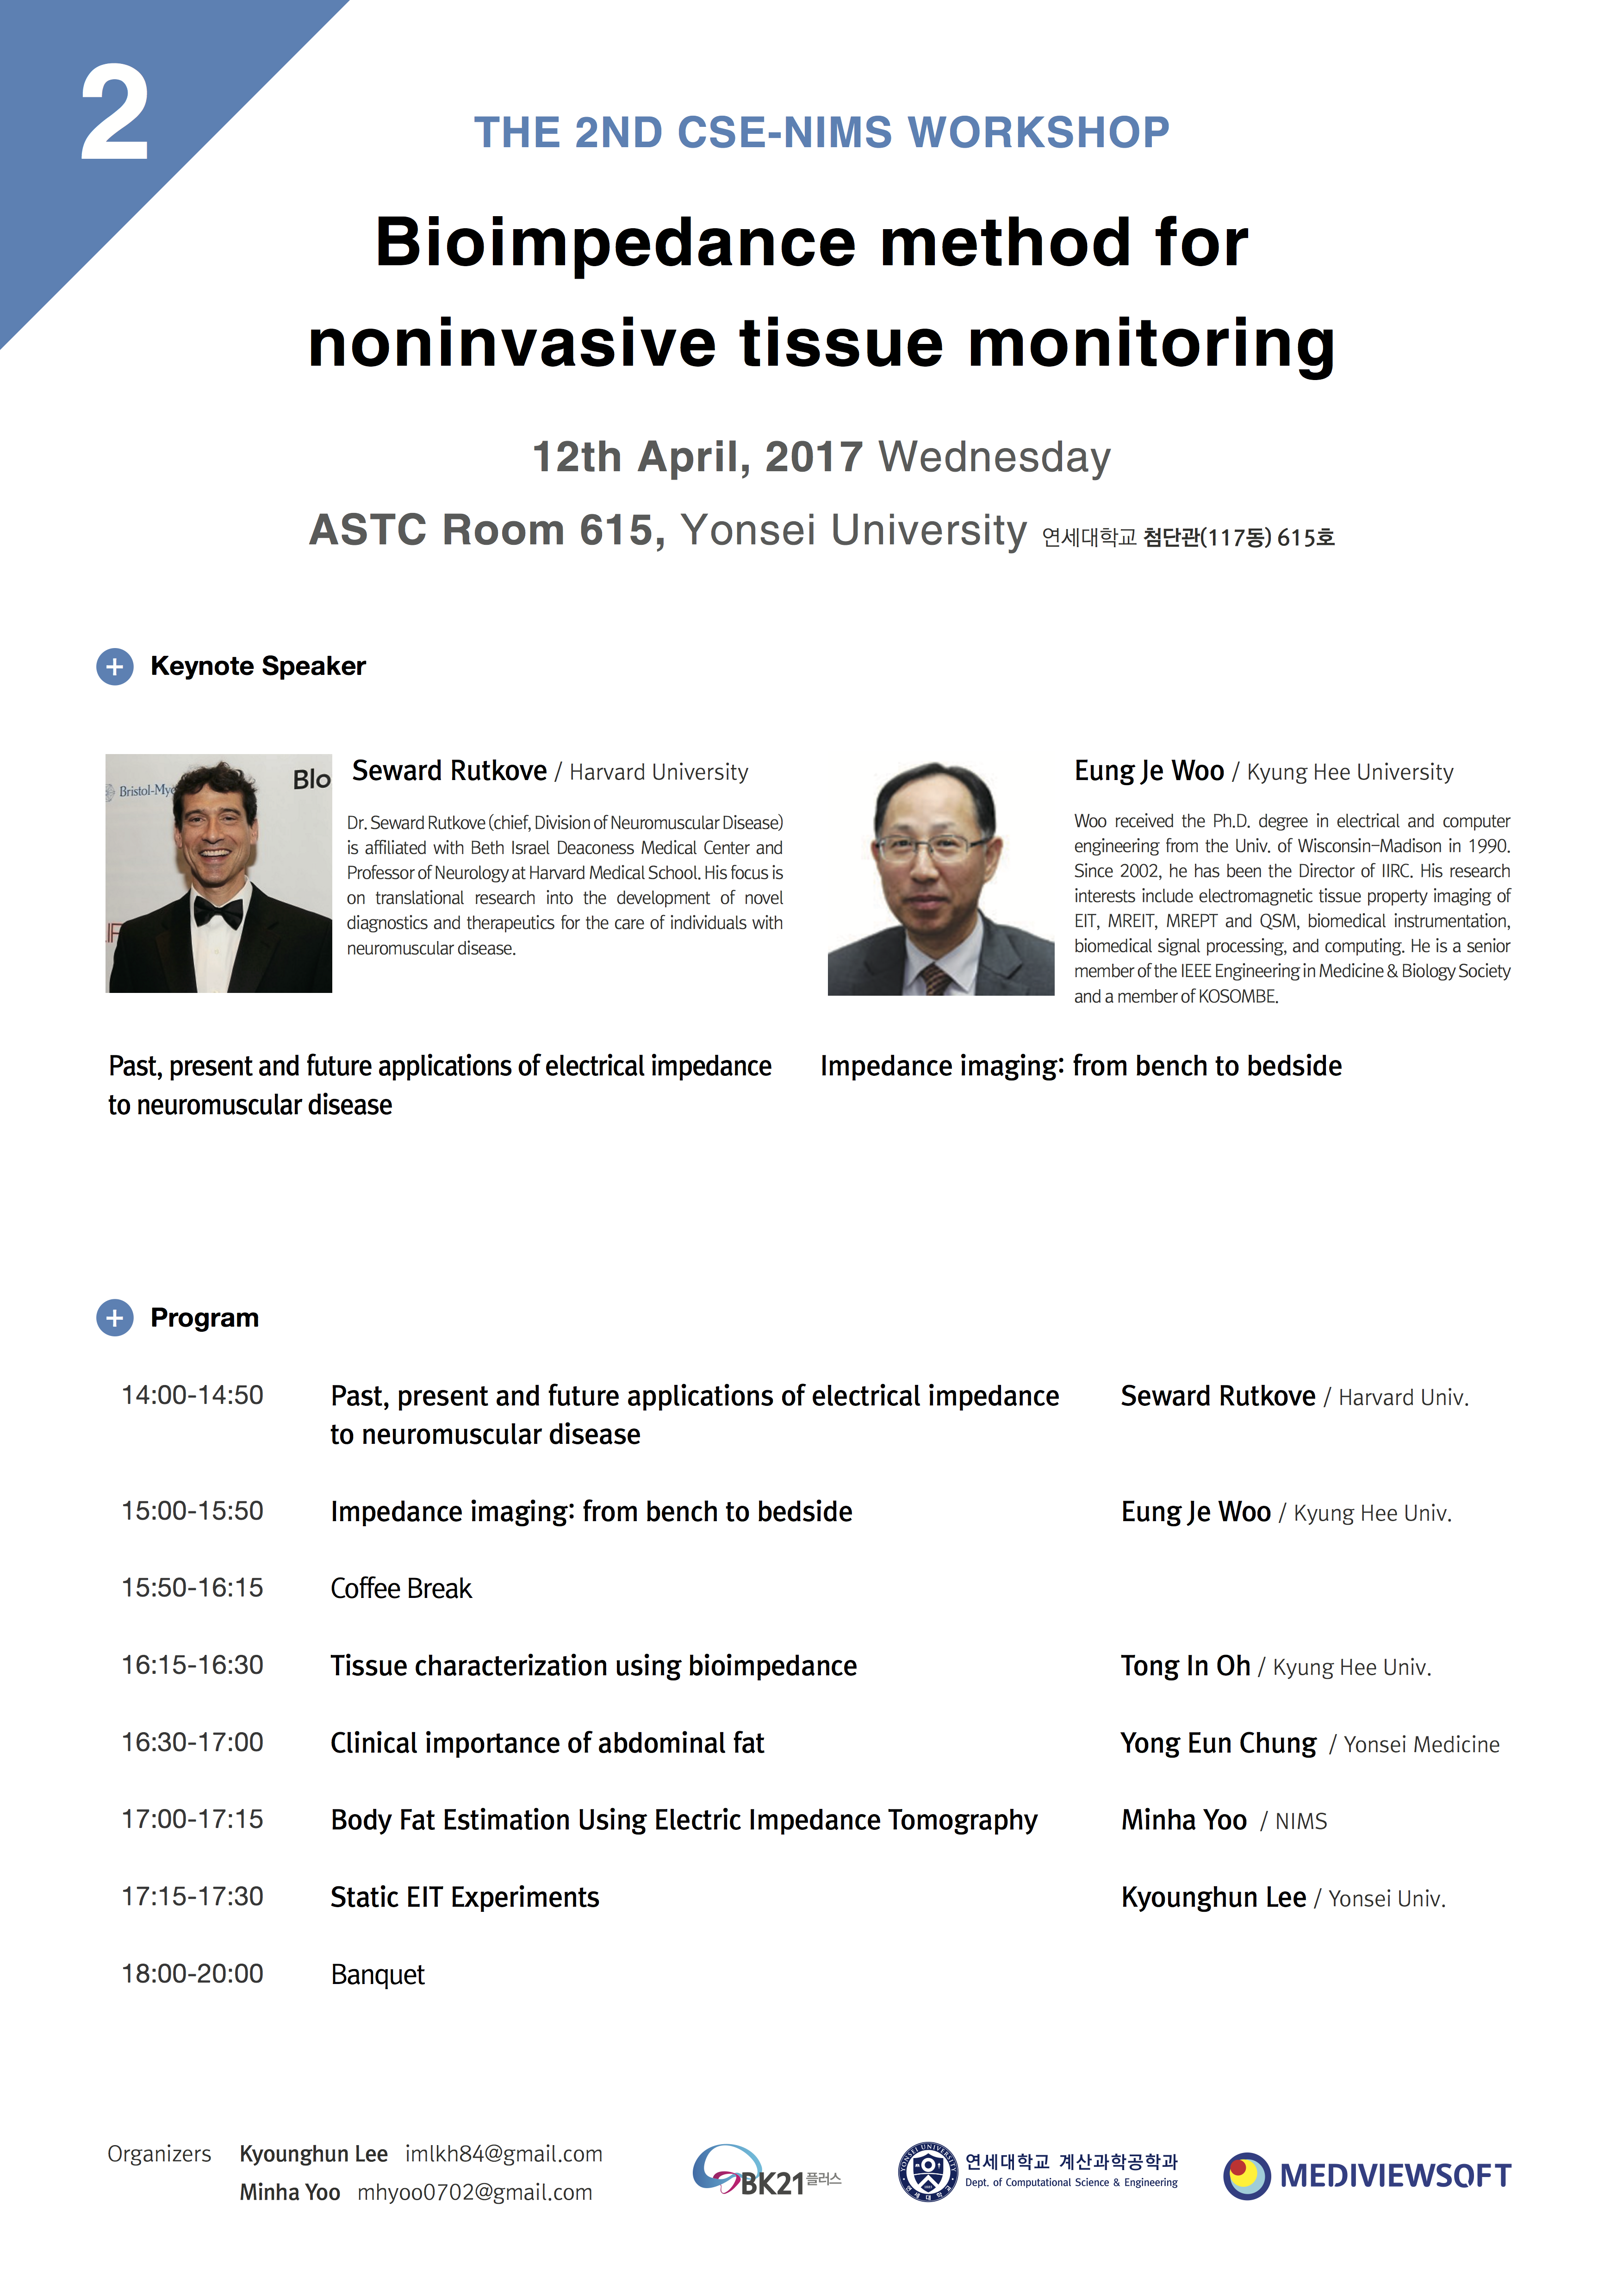 2
THE 2ND CSE-NIMS WORKSHOP
Bioimpedance method for
noninvasive tissue monitoring
12th April, 2017 Wednesday
ASTC Room 615, Yonsei University 연세대학교 첨단관(117동) 615호
Keynote Speaker
Bristol-Mye
Blo
Seward Rutkove / Harvard University
Dr. Seward Rutkove (chief, Division of Neuromuscular Disease)
is affiliated with Beth Israel Deaconess Medical Center and
Professor of Neurology at Harvard Medical School. His focus is
on translational research into the development of novel
diagnostics and therapeutics for the care of individuals with
neuromuscular disease.
Eung Je Woo / Kyung Hee University
Woo received the Ph.D. degree in electrical and computer
engineering from the Univ. of Wisconsin-Madison in 1990.
Since 2002, he has been the Director of IIRC. His research
interests include electromagnetic tissue property imaging of
EIT, MREIT, MREPT and QSM, biomedical instrumentation,
biomedical signal processing, and computing. He is a senior
member of the IEEE Engineering in Medicine & Biology Society
and a member of KOSOMBE.
Past, present and future applications of electrical impedance
to neuromuscular disease
Impedance imaging: from bench to bedside
Program
14:00-14:50 Past, present and future applications of electrical impedance Seward Rutkove / Harvard Univ.
to neuromuscular disease
15:00-15:50 Impedance imaging: from bench to bedside Eung Je Woo / Kyung Hee Univ.
15:50-16:15 Coffee Break
16:15-16:30 Tissue characterization using bioimpedance Tong In Oh / Kyung Hee Univ.
16:30-17:00 Clinical importance of abdominal fat Yong Eun Chung / Yonsei Medicine
17:00-17:15 Body Fat Estimation Using Electric Impedance Tomography Minha Yoo / NIMS
17:15-17:30 Static EIT Experiments Kyounghun Lee / Yonsei Univ.
18:00-20:00 Banquet
Organizers Kyounghun Lee imlkh84@gmail.com
Minha Yoo mhyoo0702@gmail.com
BK21플러스
YONSEI UNIVERSITY
연세대학교
연세대학교 계산과학공학과
Dept. of Computational Science & Engineering
MEDIVIEWSOFT